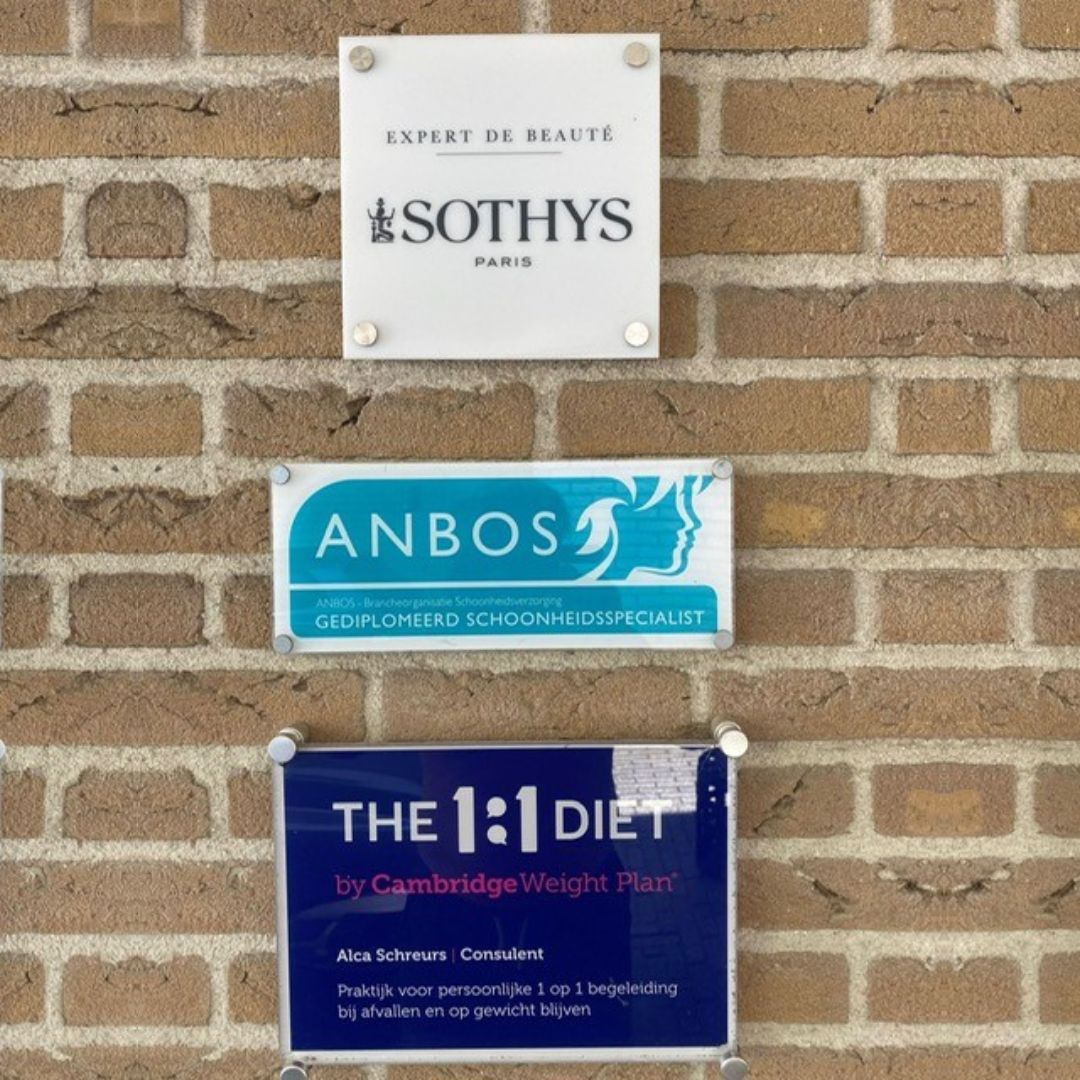 EXPERT DE BEAUTÉ
SOTHYS
PARIS
ANBOS
ANBOS - Brancheorganisatie Schoonheidsverzorging
GEDIPLOMEERD SCHOONHEIDSSPECIALIST
THE 1:1 DIET
by Cambridge Weight Plan®
Alca Schreurs | Consulent
Praktijk voor persoonlijke 1 op 1 begeleiding
bij afvallen en op gewicht blijven